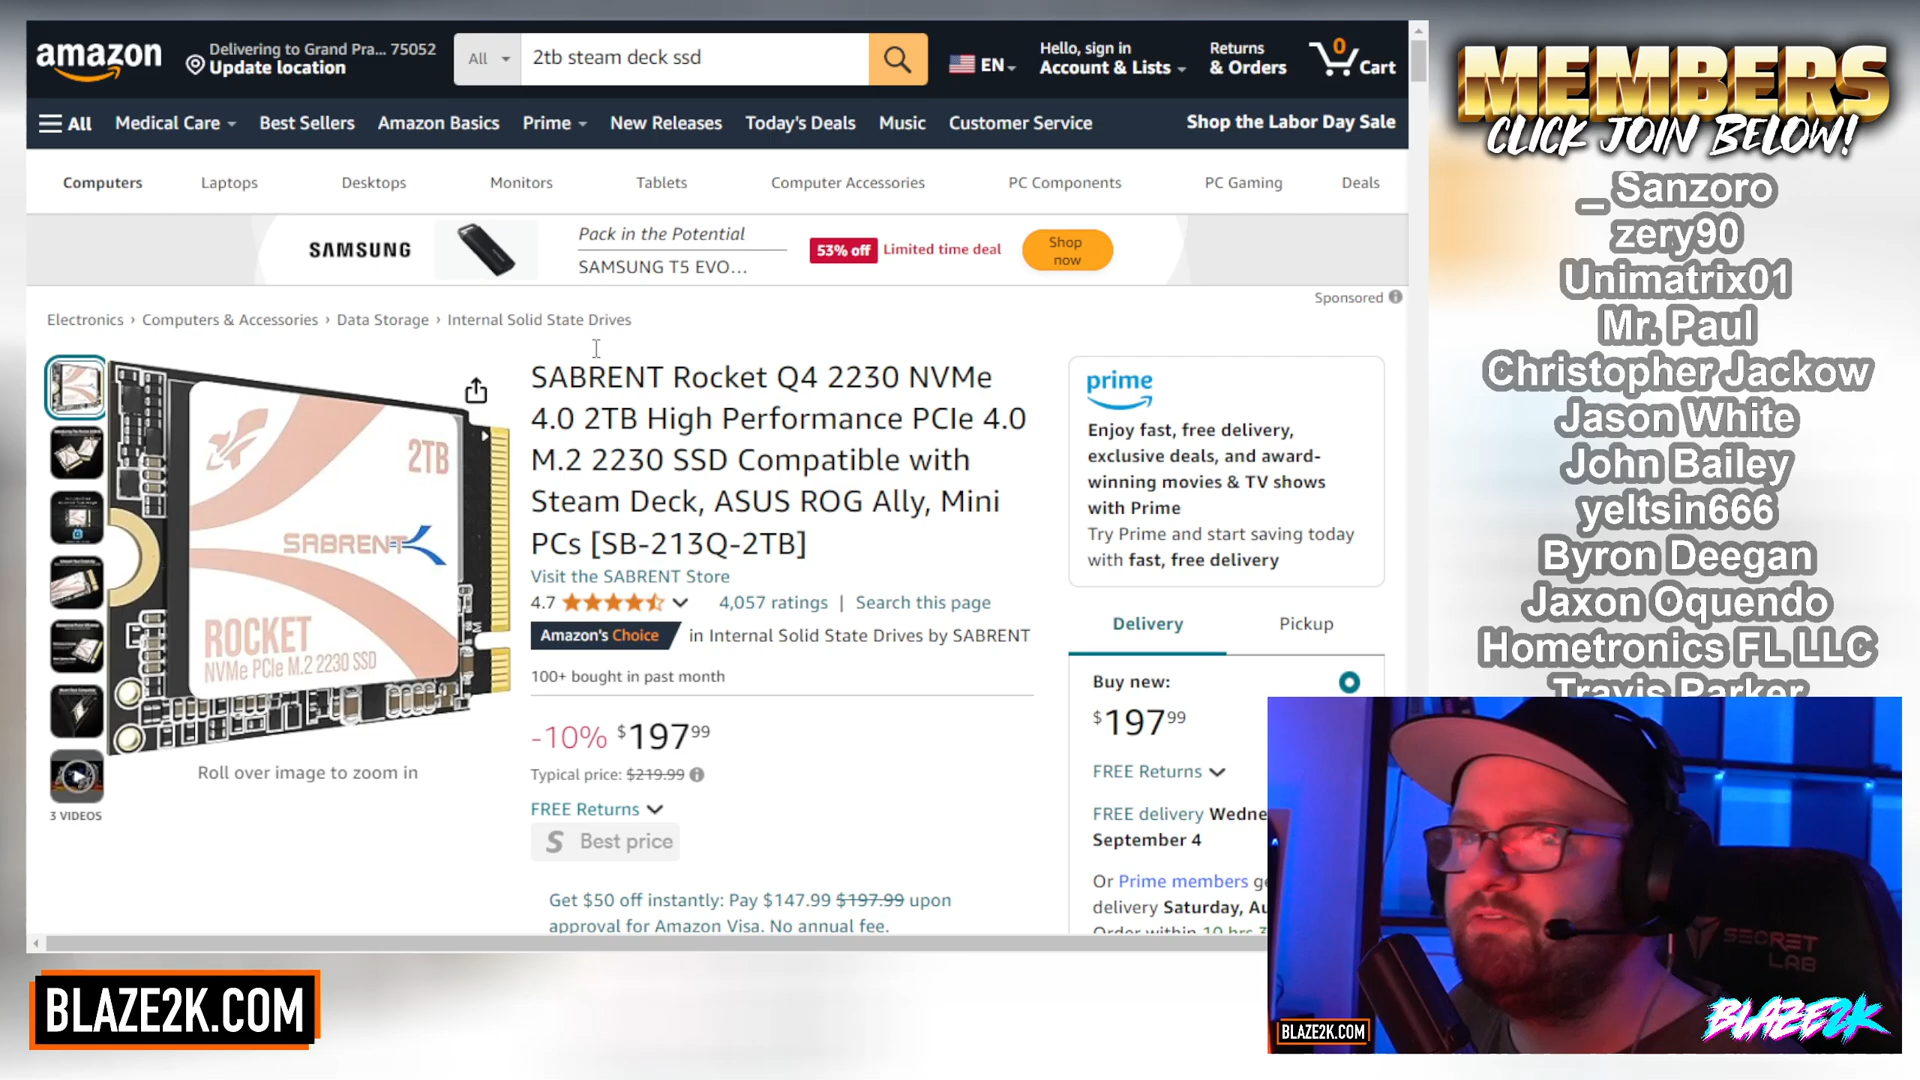 amazon
Delivering to Grand Pra... 75052
Update location
All
2tb steam deck ssd
EN
Hello, sign in
Account & Lists
Returns
& Orders
0
Cart
All
Medical Care
Best Sellers
Amazon Basics
Prime
New Releases
Today's Deals
Music
Customer Service
Shop the Labor Day Sale
Computers
Laptops
Desktops
Monitors
Tablets
Computer Accessories
PC Components
PC Gaming
Deals
SAMSUNG
Pack in the Potential
SAMSUNG T5 EVO...
53% off
Limited time deal
Shop
now
Sponsored
Electronics › Computers & Accessories › Data Storage › Internal Solid State Drives
2TB
SABRENT
ROCKET
NVMe PCIe M.2 2230 SSD
Roll over image to zoom in
3 VIDEOS
SABRENT Rocket Q4 2230 NVMe
4.0 2TB High Performance PCIe 4.0
M.2 2230 SSD Compatible with
Steam Deck, ASUS ROG Ally, Mini
PCs [SB-213Q-2TB]
Visit the SABRENT Store
4.7
4,057 ratings | Search this page
Amazon's Choice in Internal Solid State Drives by SABRENT
100+ bought in past month
-10% $197 99
Typical price: $219.99
FREE Returns
S Best price
Get $50 off instantly: Pay $147.99 $197.99 upon
approval for Amazon Visa. No annual fee.
prime
Enjoy fast, free delivery,
exclusive deals, and award-
winning movies & TV shows
with Prime
Try Prime and start saving today
with fast, free delivery
Delivery
Pickup
Buy new:
$197 99
FREE Returns
FREE delivery Wedne
September 4
Or Prime members ge
delivery Saturday, Au
Order within 10 hrs 3
MEMBERS
CLICK JOIN BELOW!
_ Sanzoro
zery90
Unimatrix01
Mr. Paul
Christopher Jackow
Jason White
John Bailey
yeltsin666
Byron Deegan
Jaxon Oquendo
Hometronics FL LLC
Travis Parker
SECRET
LAB
BLAZE2K.COM
BLAZE2K
BLAZE2K.COM